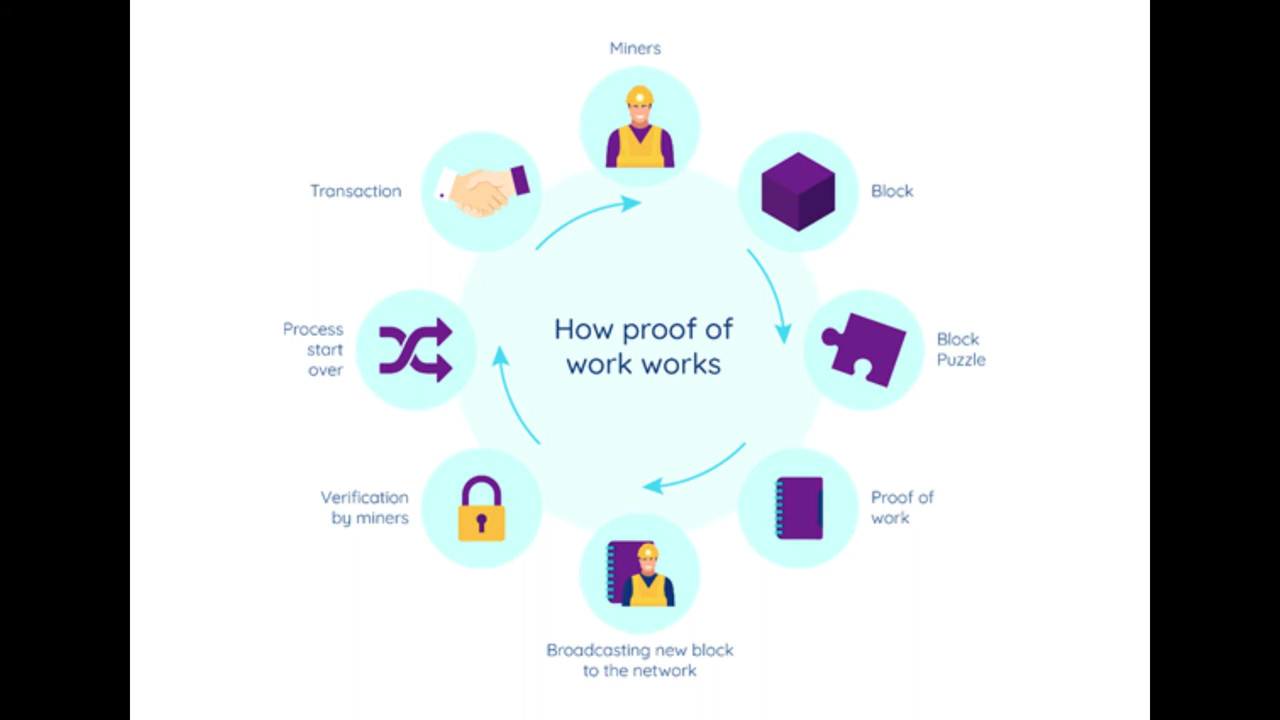 Miners
Transaction
Block
How proof of
work works
Process
start
over
Block
Puzzle
Verification
by miners
Proof of
work
Broadcasting new block
to the network